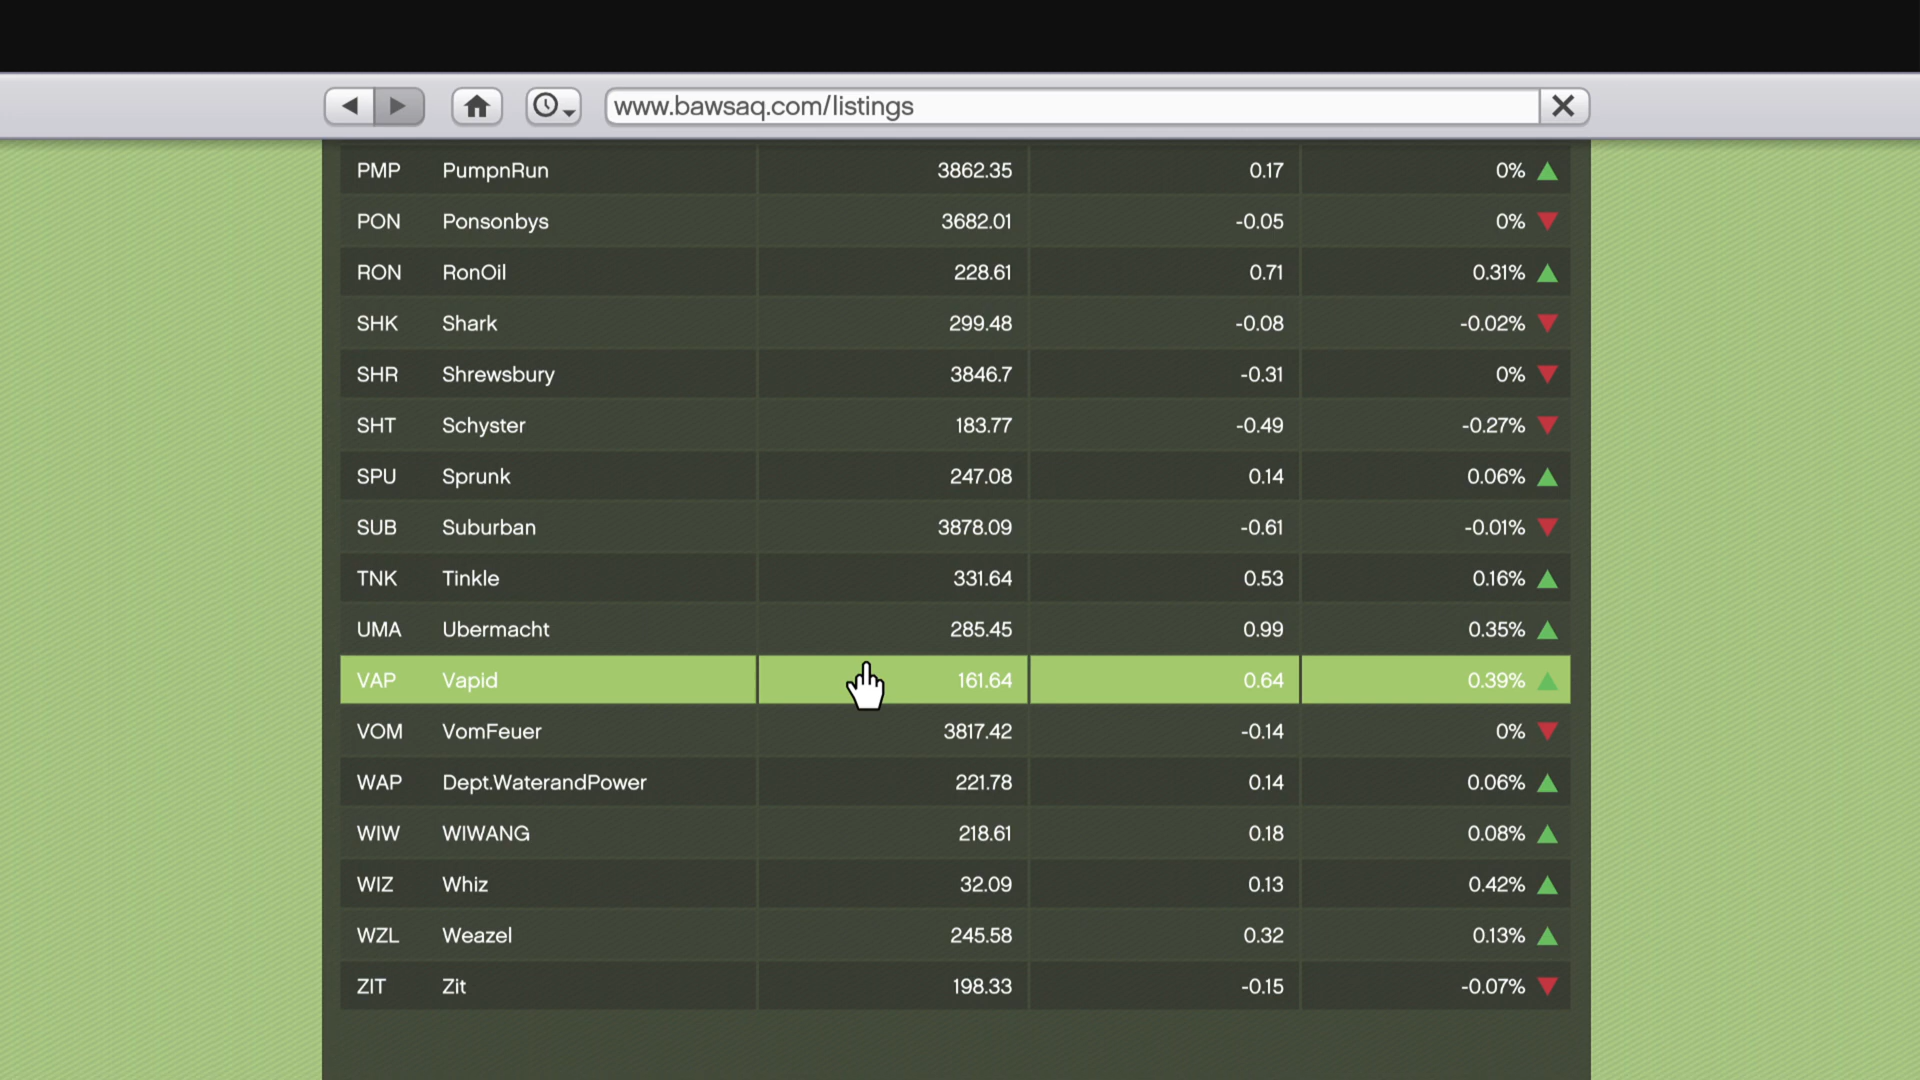 www.bawsaq.com/listings
PMP PumpnRun 3862.35 0.17 0%
PON Ponsonbys 3682.01 -0.05 0%
RON RonOil 228.61 0.71 0.31%
SHK Shark 299.48 -0.08 -0.02%
SHR Shrewsbury 3846.7 -0.31 0%
SHT Schyster 183.77 -0.49 -0.27%
SPU Sprunk 247.08 0.14 0.06%
SUB Suburban 3878.09 -0.61 -0.01%
TNK Tinkle 331.64 0.53 0.16%
UMA Ubermacht 285.45 0.99 0.35%
VAP Vapid 161.64 0.64 0.39%
VOM VomFeuer 3817.42 -0.14 0%
WAP Dept.WaterandPower 221.78 0.14 0.06%
WIW WIWANG 218.61 0.18 0.08%
WIZ Whiz 32.09 0.13 0.42%
WZL Weazel 245.58 0.32 0.13%
ZIT Zit 198.33 -0.15 -0.07%